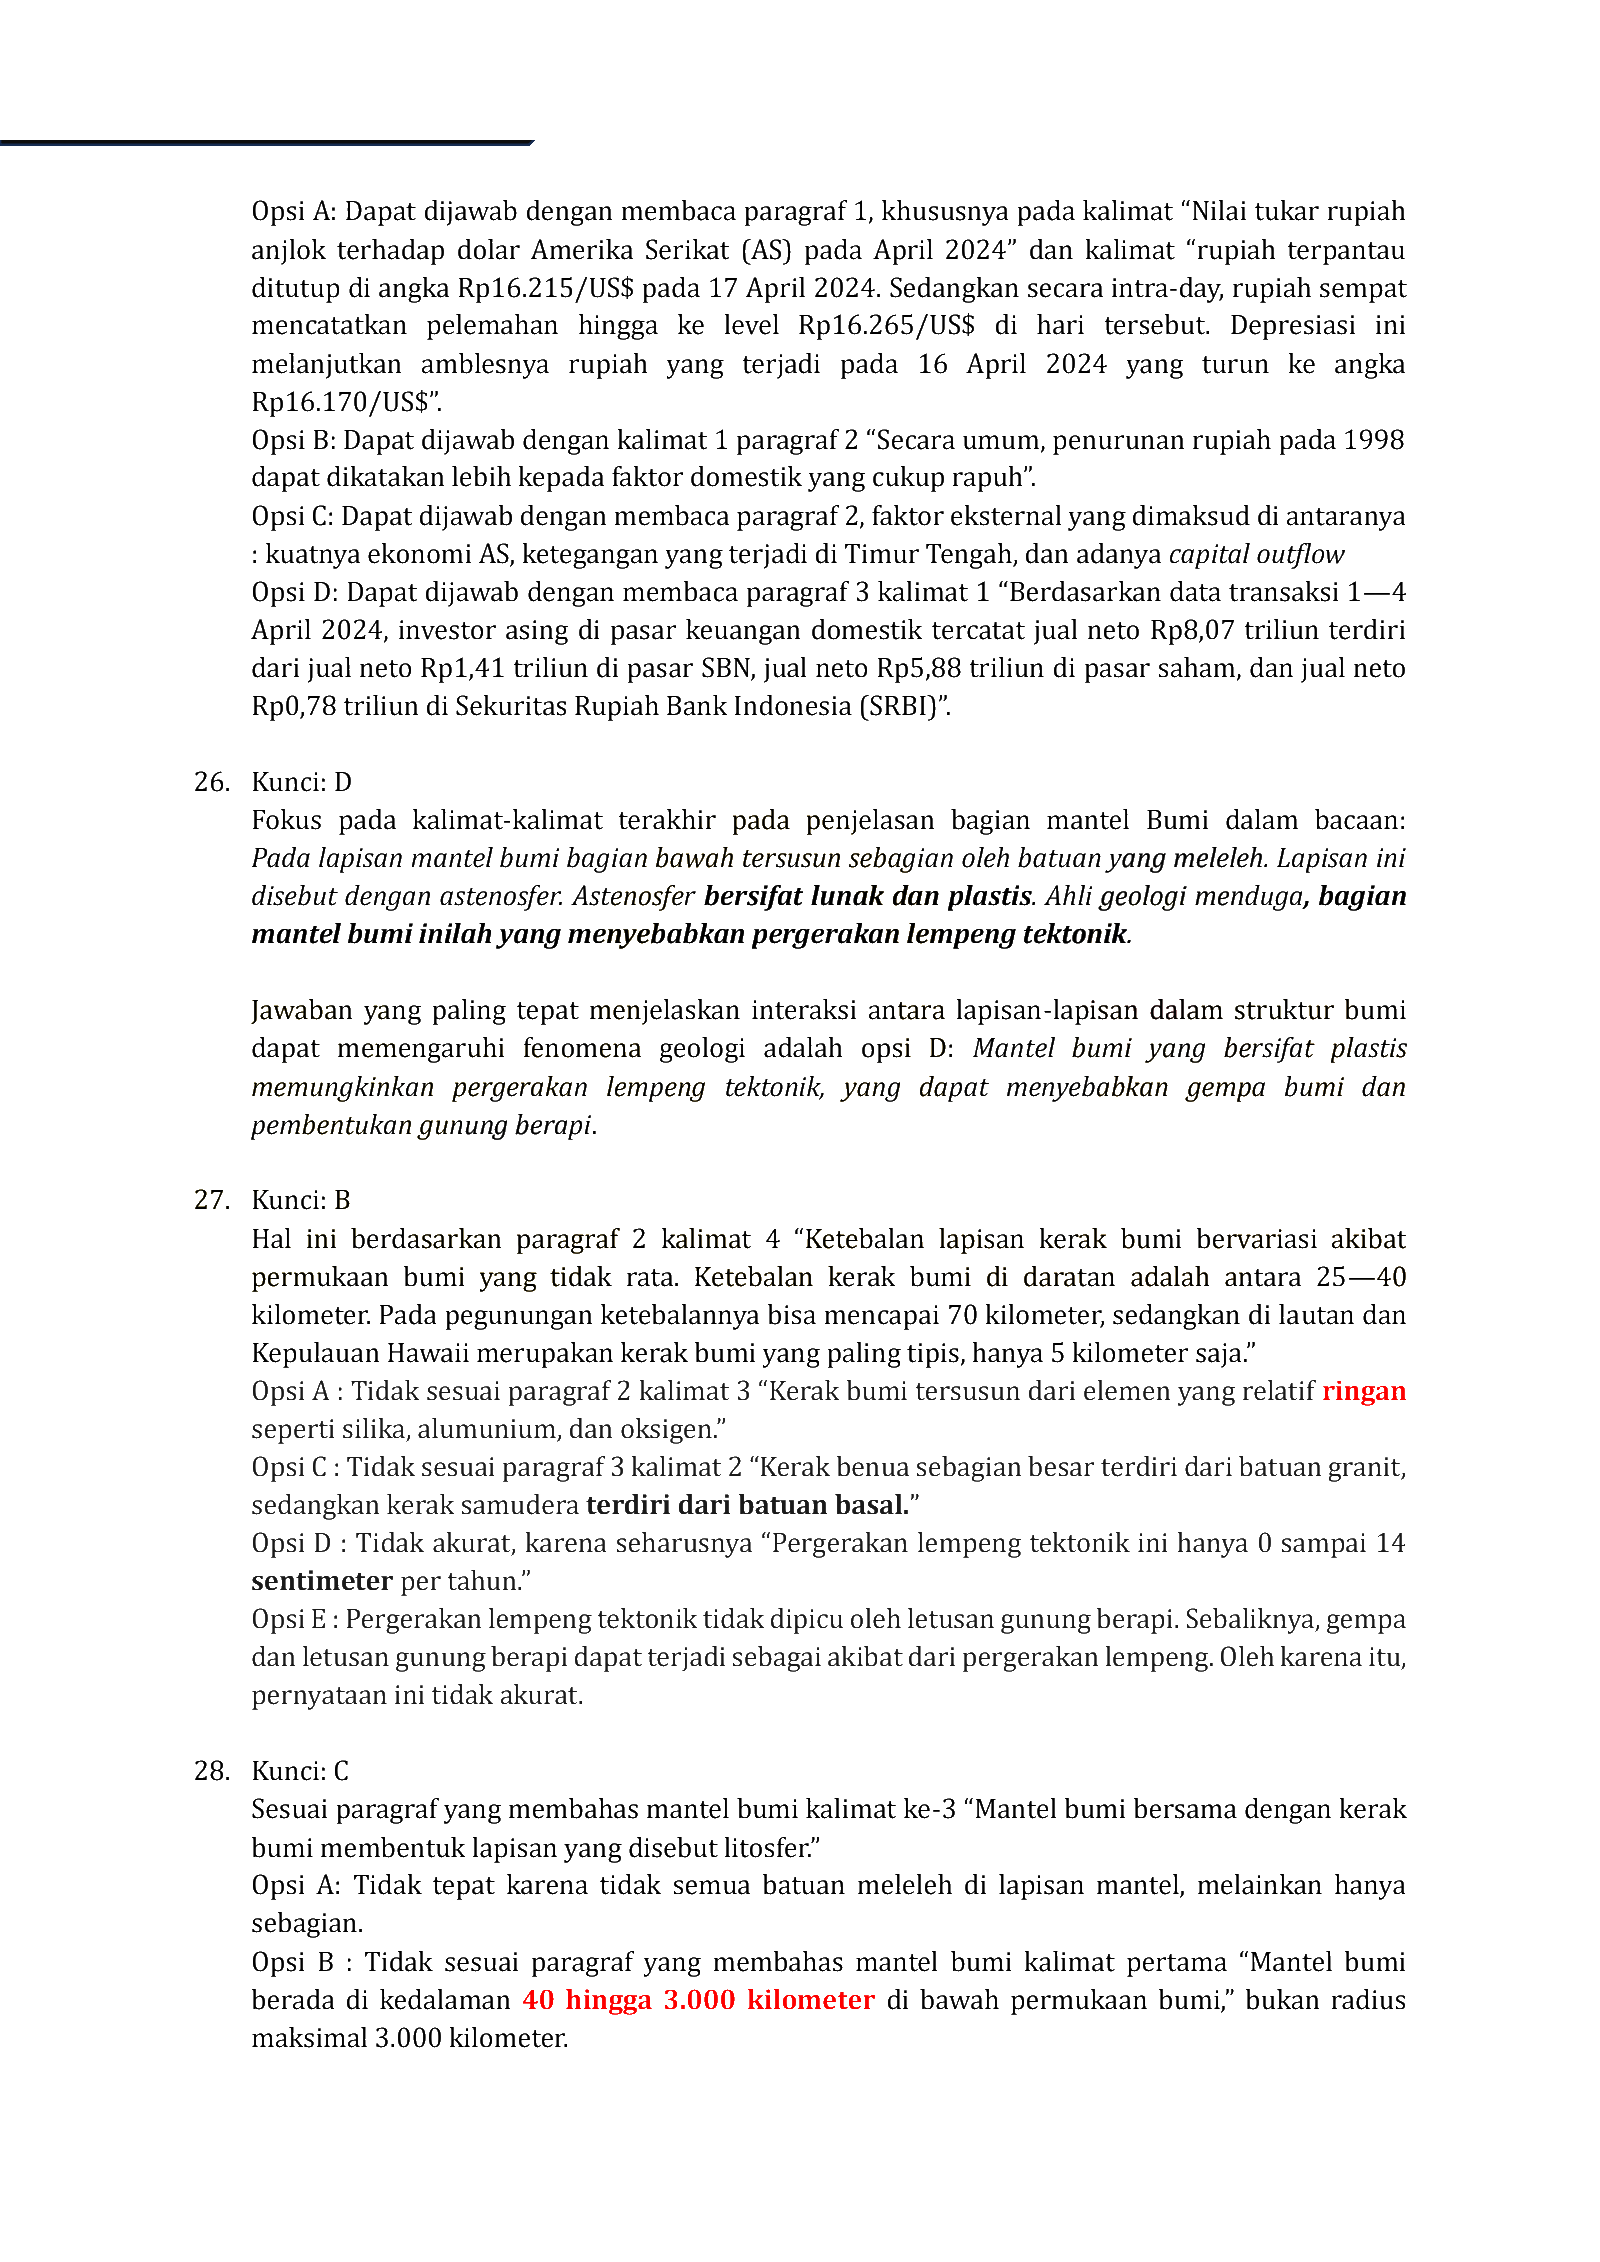 Opsi A: Dapat dijawab dengan membaca paragraf 1, khususnya pada kalimat “Nilai tukar rupiah
anjlok terhadap dolar Amerika Serikat (AS) pada April 2024” dan kalimat “rupiah terpantau
ditutup di angka Rp16.215/US$ pada 17 April 2024. Sedangkan secara intra-day, rupiah sempat
mencatatkan pelemahan hingga ke level Rp16.265/US$ di hari tersebut. Depresiasi ini
melanjutkan amblesnya rupiah yang terjadi pada 16 April 2024 yang turun ke angka
Rp16.170/US$”.
Opsi B: Dapat dijawab dengan kalimat 1 paragraf 2 “Secara umum, penurunan rupiah pada 1998
dapat dikatakan lebih kepada faktor domestik yang cukup rapuh”.
Opsi C: Dapat dijawab dengan membaca paragraf 2, faktor eksternal yang dimaksud di antaranya
: kuatnya ekonomi AS, ketegangan yang terjadi di Timur Tengah, dan adanya capital outflow
Opsi D: Dapat dijawab dengan membaca paragraf 3 kalimat 1 “Berdasarkan data transaksi 1—4
April 2024, investor asing di pasar keuangan domestik tercatat jual neto Rp8,07 triliun terdiri
dari jual neto Rp1,41 triliun di pasar SBN, jual neto Rp5,88 triliun di pasar saham, dan jual neto
Rp0,78 triliun di Sekuritas Rupiah Bank Indonesia (SRBI)”.
26. Kunci: D
Fokus pada kalimat-kalimat terakhir pada penjelasan bagian mantel Bumi dalam bacaan:
Pada lapisan mantel bumi bagian bawah tersusun sebagian oleh batuan yang meleleh. Lapisan ini
disebut dengan astenosfer. Astenosfer bersifat lunak dan plastis. Ahli geologi menduga, bagian
mantel bumi inilah yang menyebabkan pergerakan lempeng tektonik.
Jawaban yang paling tepat menjelaskan interaksi antara lapisan-lapisan dalam struktur bumi
dapat memengaruhi fenomena geologi adalah opsi D: Mantel bumi yang bersifat plastis
memungkinkan pergerakan lempeng tektonik, yang dapat menyebabkan gempa bumi dan
pembentukan gunung berapi.
27. Kunci: B
Hal ini berdasarkan paragraf 2 kalimat 4 “Ketebalan lapisan kerak bumi bervariasi akibat
permukaan bumi yang tidak rata. Ketebalan kerak bumi di daratan adalah antara 25—40
kilometer. Pada pegunungan ketebalannya bisa mencapai 70 kilometer, sedangkan di lautan dan
Kepulauan Hawaii merupakan kerak bumi yang paling tipis, hanya 5 kilometer saja.”
Opsi A : Tidak sesuai paragraf 2 kalimat 3 “Kerak bumi tersusun dari elemen yang relatif ringan
seperti silika, alumunium, dan oksigen.”
Opsi C : Tidak sesuai paragraf 3 kalimat 2 “Kerak benua sebagian besar terdiri dari batuan granit,
sedangkan kerak samudera terdiri dari batuan basal.”
Opsi D : Tidak akurat, karena seharusnya “Pergerakan lempeng tektonik ini hanya 0 sampai 14
sentimeter per tahun.”
Opsi E : Pergerakan lempeng tektonik tidak dipicu oleh letusan gunung berapi. Sebaliknya, gempa
dan letusan gunung berapi dapat terjadi sebagai akibat dari pergerakan lempeng. Oleh karena itu,
pernyataan ini tidak akurat.
28. Kunci: C
Sesuai paragraf yang membahas mantel bumi kalimat ke-3 “Mantel bumi bersama dengan kerak
bumi membentuk lapisan yang disebut litosfer.”
Opsi A: Tidak tepat karena tidak semua batuan meleleh di lapisan mantel, melainkan hanya
sebagian.
Opsi B : Tidak sesuai paragraf yang membahas mantel bumi kalimat pertama “Mantel bumi
berada di kedalaman 40 hingga 3.000 kilometer di bawah permukaan bumi,” bukan radius
maksimal 3.000 kilometer.